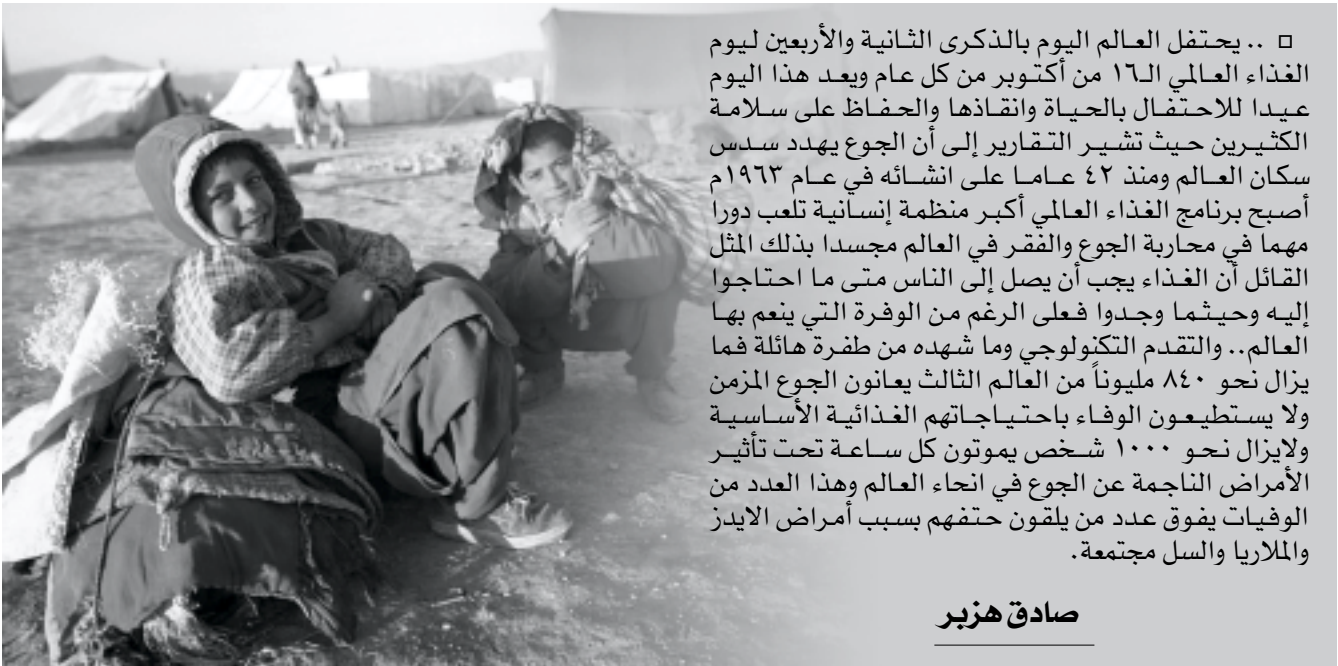 □ .. يحتفل العالم اليوم بالذكرى الثانية والأربعين ليوم
الغذاء العالمي الـ١٦ من أكتوبر من كل عام ويعد هذا اليوم
عيدا للاحتفال بالحياة وانقاذها والحفاظ على سلامة
الكثيرين حيث تشير التقارير إلى أن الجوع يهدد سدس
سكان العالم ومنذ ٤٢ عاما على انشائه في عام ١٩٦٣م
أصبح برنامج الغذاء العالمي أكبر منظمة إنسانية تلعب دورا
مهما في محاربة الجوع والفقر في العالم مجسدا بذلك المثل
القائل أن الغذاء يجب أن يصل إلى الناس متى ما احتاجوا
إليه وحيثما وجدوا فعلى الرغم من الوفرة التي ينعم بها
العالم.. والتقدم التكنولوجي وما شهده من طفرة هائلة فما
يزال نحو ٨٤٠ مليوناً من العالم الثالث يعانون الجوع المزمن
ولا يستطيعون الوفاء باحتياجاتهم الغذائية الأساسية
ولايزال نحو ١٠٠٠ شخص يموتون كل ساعة تحت تأثير
الأمراض الناجمة عن الجوع في انحاء العالم وهذا العدد من
الوفيات يفوق عدد من يلقون حتفهم بسبب أمراض الايدز
والملاريا والسل مجتمعة.
صادق هزبر